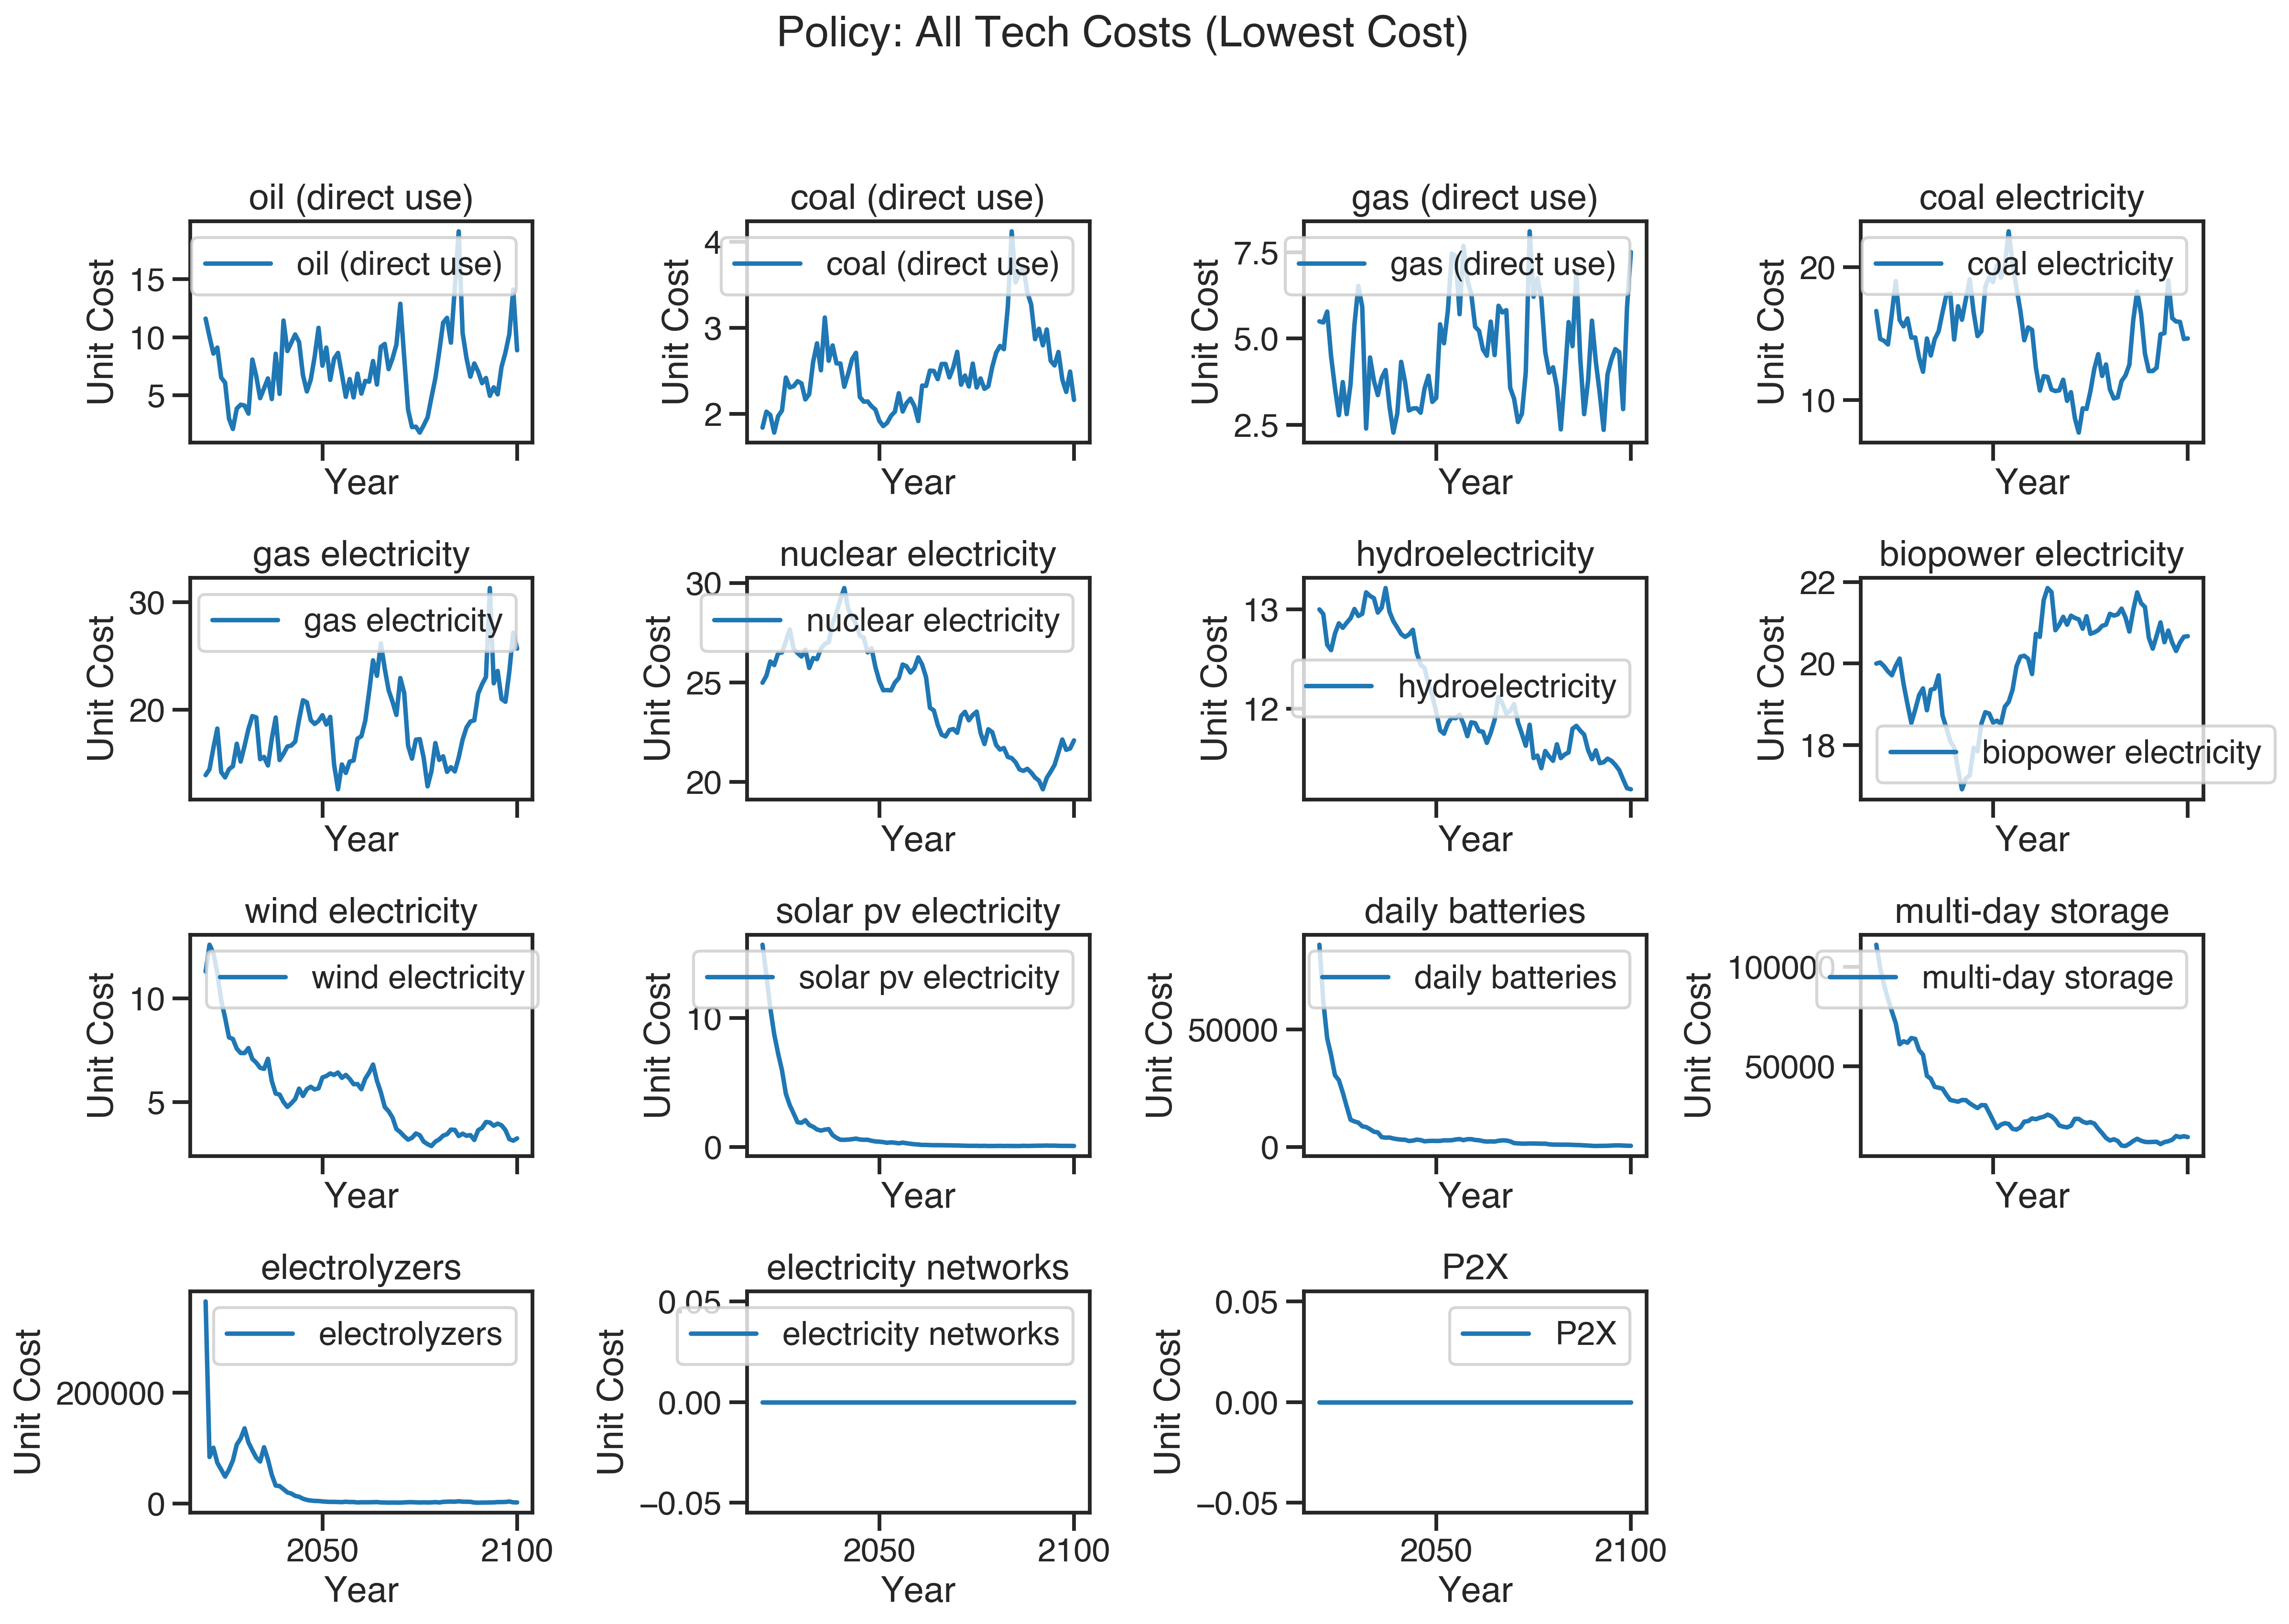 Policy: All Tech Costs (Lowest Cost)
oil (direct use)
Unit Cost
15
10
5
oil (direct use)
Year
coal (direct use)
Unit Cost
4
3
2
coal (direct use)
Year
gas (direct use)
Unit Cost
7.5
5.0
2.5
gas (direct use)
Year
coal electricity
Unit Cost
20
10
coal electricity
Year
gas electricity
Unit Cost
30
20
gas electricity
Year
nuclear electricity
Unit Cost
30
25
20
nuclear electricity
Year
hydroelectricity
Unit Cost
13
12
hydroelectricity
Year
biopower electricity
Unit Cost
22
20
18
biopower electricity
Year
wind electricity
Unit Cost
10
5
wind electricity
Year
solar pv electricity
Unit Cost
10
0
solar pv electricity
Year
daily batteries
Unit Cost
50000
0
daily batteries
Year
multi-day storage
Unit Cost
100000
50000
multi-day storage
Year
electrolyzers
Unit Cost
200000
0
electrolyzers
2050 2100
Year
electricity networks
Unit Cost
0.05
0.00
−0.05
electricity networks
2050 2100
Year
P2X
Unit Cost
0.05
0.00
−0.05
P2X
2050 2100
Year